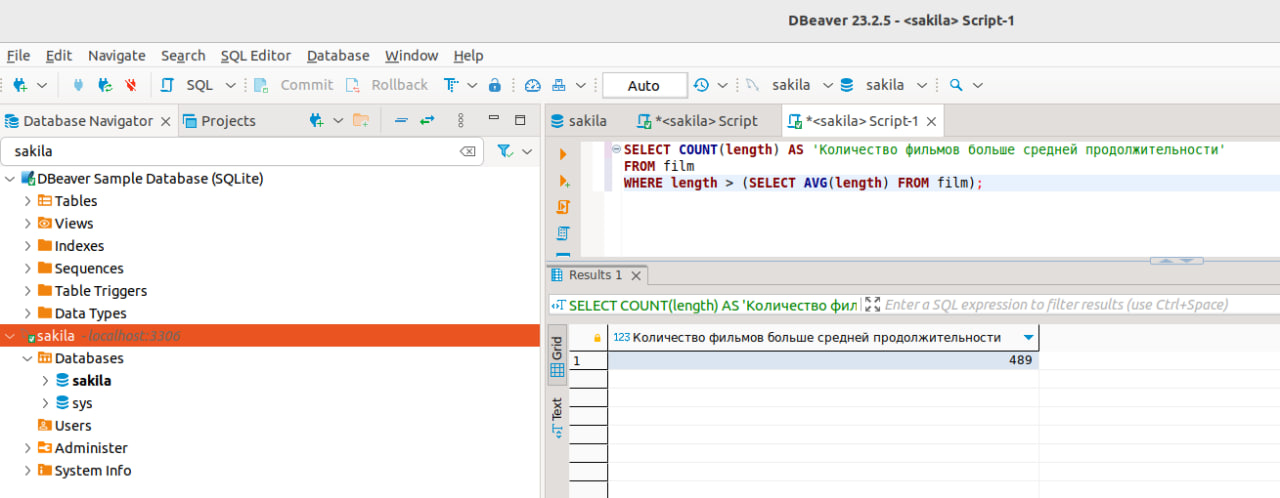 DBeaver 23.2.5 - <sakila> Script-1
File Edit Navigate Search SQL Editor Database Window Help
SQL Commit Rollback Auto sakila sakila
Database Navigator Projects
sakila
DBeaver Sample Database (SQLite)
Tables
Views
Indexes
Sequences
Table Triggers
Data Types
sakila - localhost:3306
Databases
sakila
sys
Users
Administer
System Info
sakila *<sakila> Script *<sakila> Script-1
SELECT COUNT(length) AS 'Количество фильмов больше средней продолжительности'
FROM film
WHERE length > (SELECT AVG(length) FROM film);
Results 1
SELECT COUNT(length) AS 'Количество фил Enter a SQL expression to filter results (use Ctrl+Space)
Grid
Text
123 Количество фильмов больше средней продолжительности
1 489